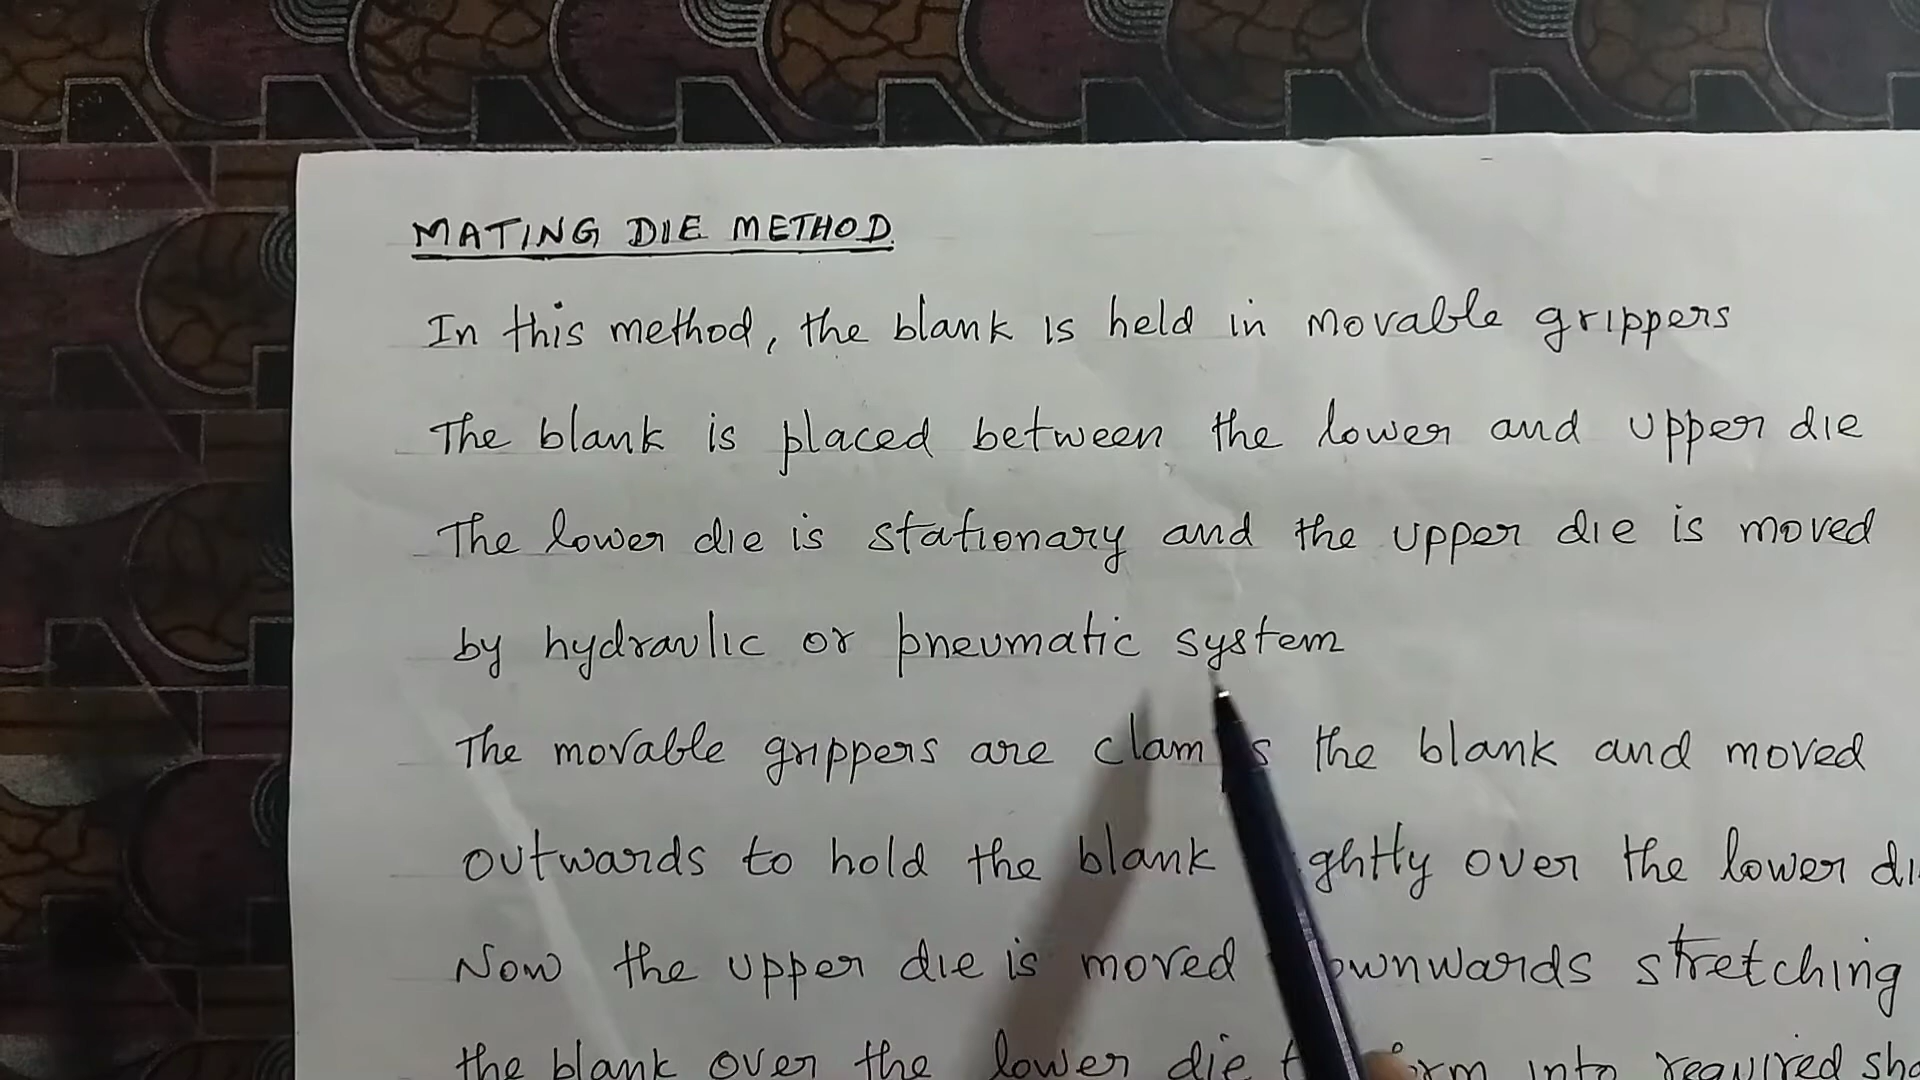 MATING DIE METHOD.
In this method, the blank is held in movable grippers
The blank is placed between the lower and upper die
The lower die is stationary and the upper die is moved
by hydraulic or pneumatic system
The movable grippers are the blank and moved
outwards to hold the blank over the lower
Now the upper die is moved stretching
the blank over the lower die into required